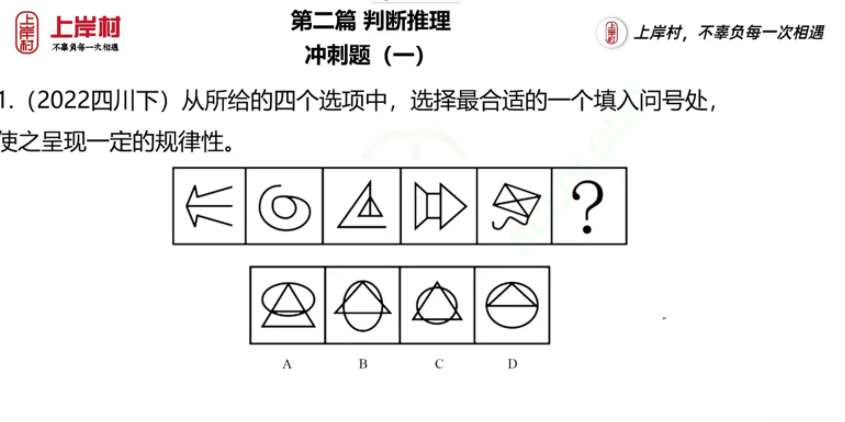 上岸村
上岸村
不辜负每一次相遇
第二篇 判断推理
冲刺题（一）
上岸村
上岸村，不辜负每一次相遇
1.（2022四川下）从所给的四个选项中，选择最合适的一个填入问号处，
使之呈现一定的规律性。
?
A B C D